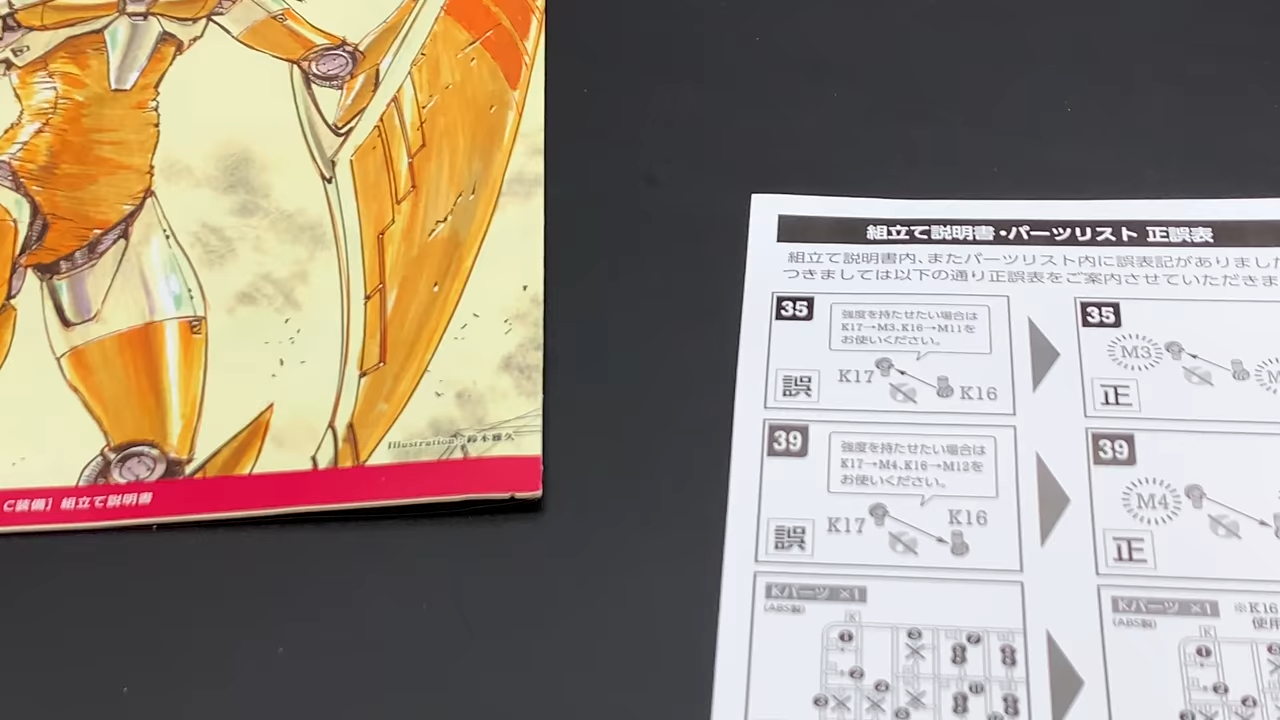 Illustration : 鈴木雅久
C装備］組立て説明書
組立て説明書・パーツリスト 正誤表
組立て説明書内、またパーツリスト内に誤表記がありました
つきましては以下の通り正誤表をご案内させていただきま
35
強度を持たせたい場合は
K17→M3、K16→M11を
お使いください。
K17
K16
誤
35
M3
正
39
強度を持たせたい場合は
K17→M4、K16→M12を
お使いください。
K17
K16
誤
39
M4
正
Kパーツ ×1
(ABS製)
K
Kパーツ ×1
(ABS製)
※K16
使用
K